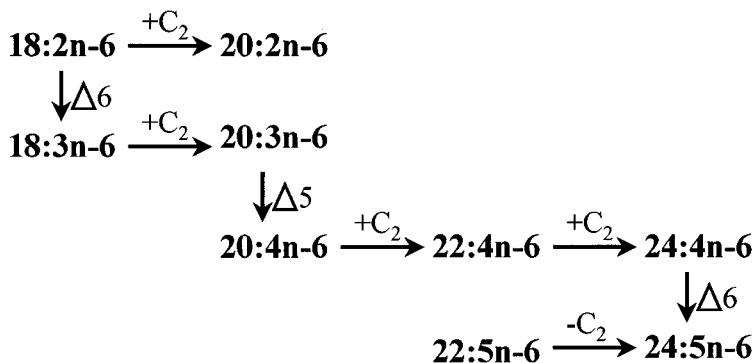 +C₂
18:2n-6 20:2n-6
Δ6
+C₂
18:3n-6 20:3n-6
Δ5
+C₂ +C₂
20:4n-6 22:4n-6 24:4n-6
Δ6
-C₂
22:5n-6 24:5n-6